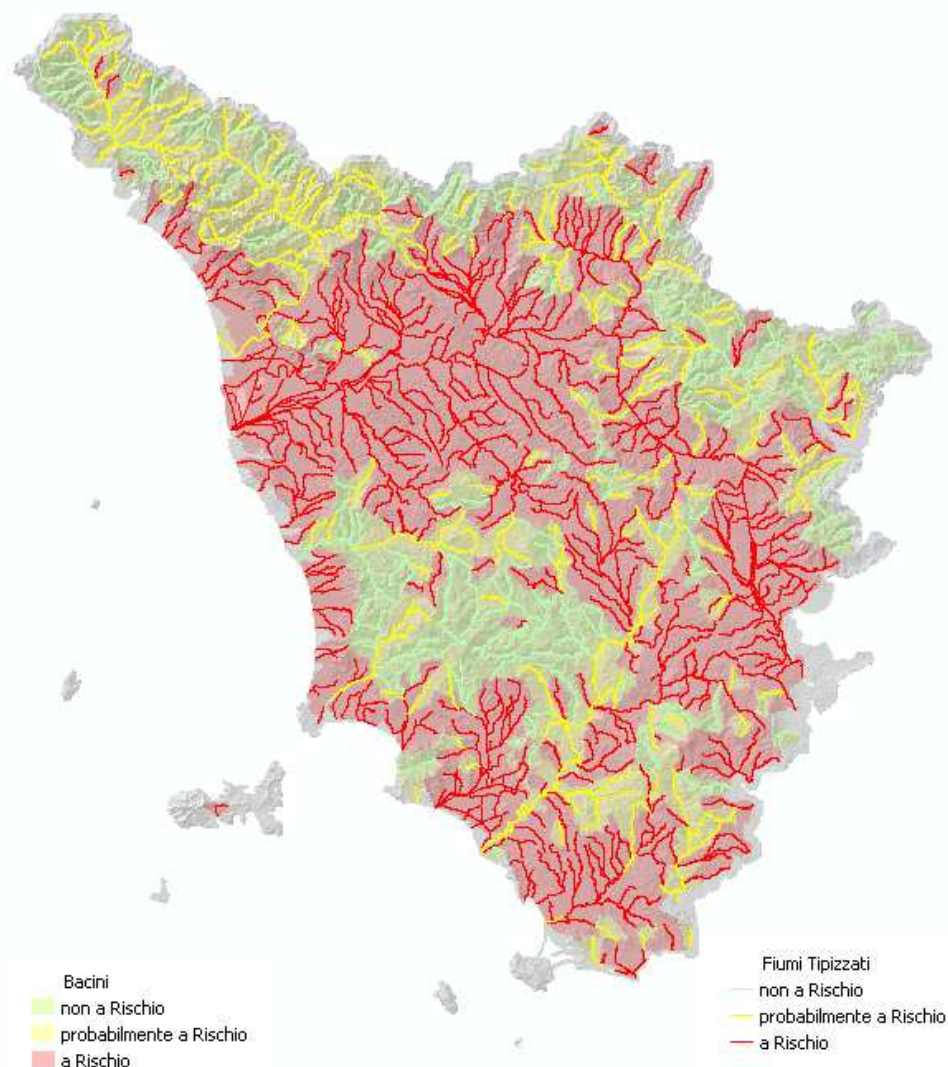 Bacini
non a Rischio
probabilmente a Rischio
a Rischio
Fiumi Tipizzati
non a Rischio
probabilmente a Rischio
a Rischio